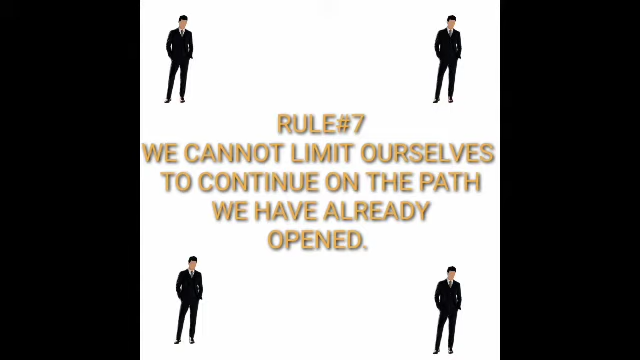 RULE#7
WE CANNOT LIMIT OURSELVES
TO CONTINUE ON THE PATH
WE HAVE ALREADY
OPENED.